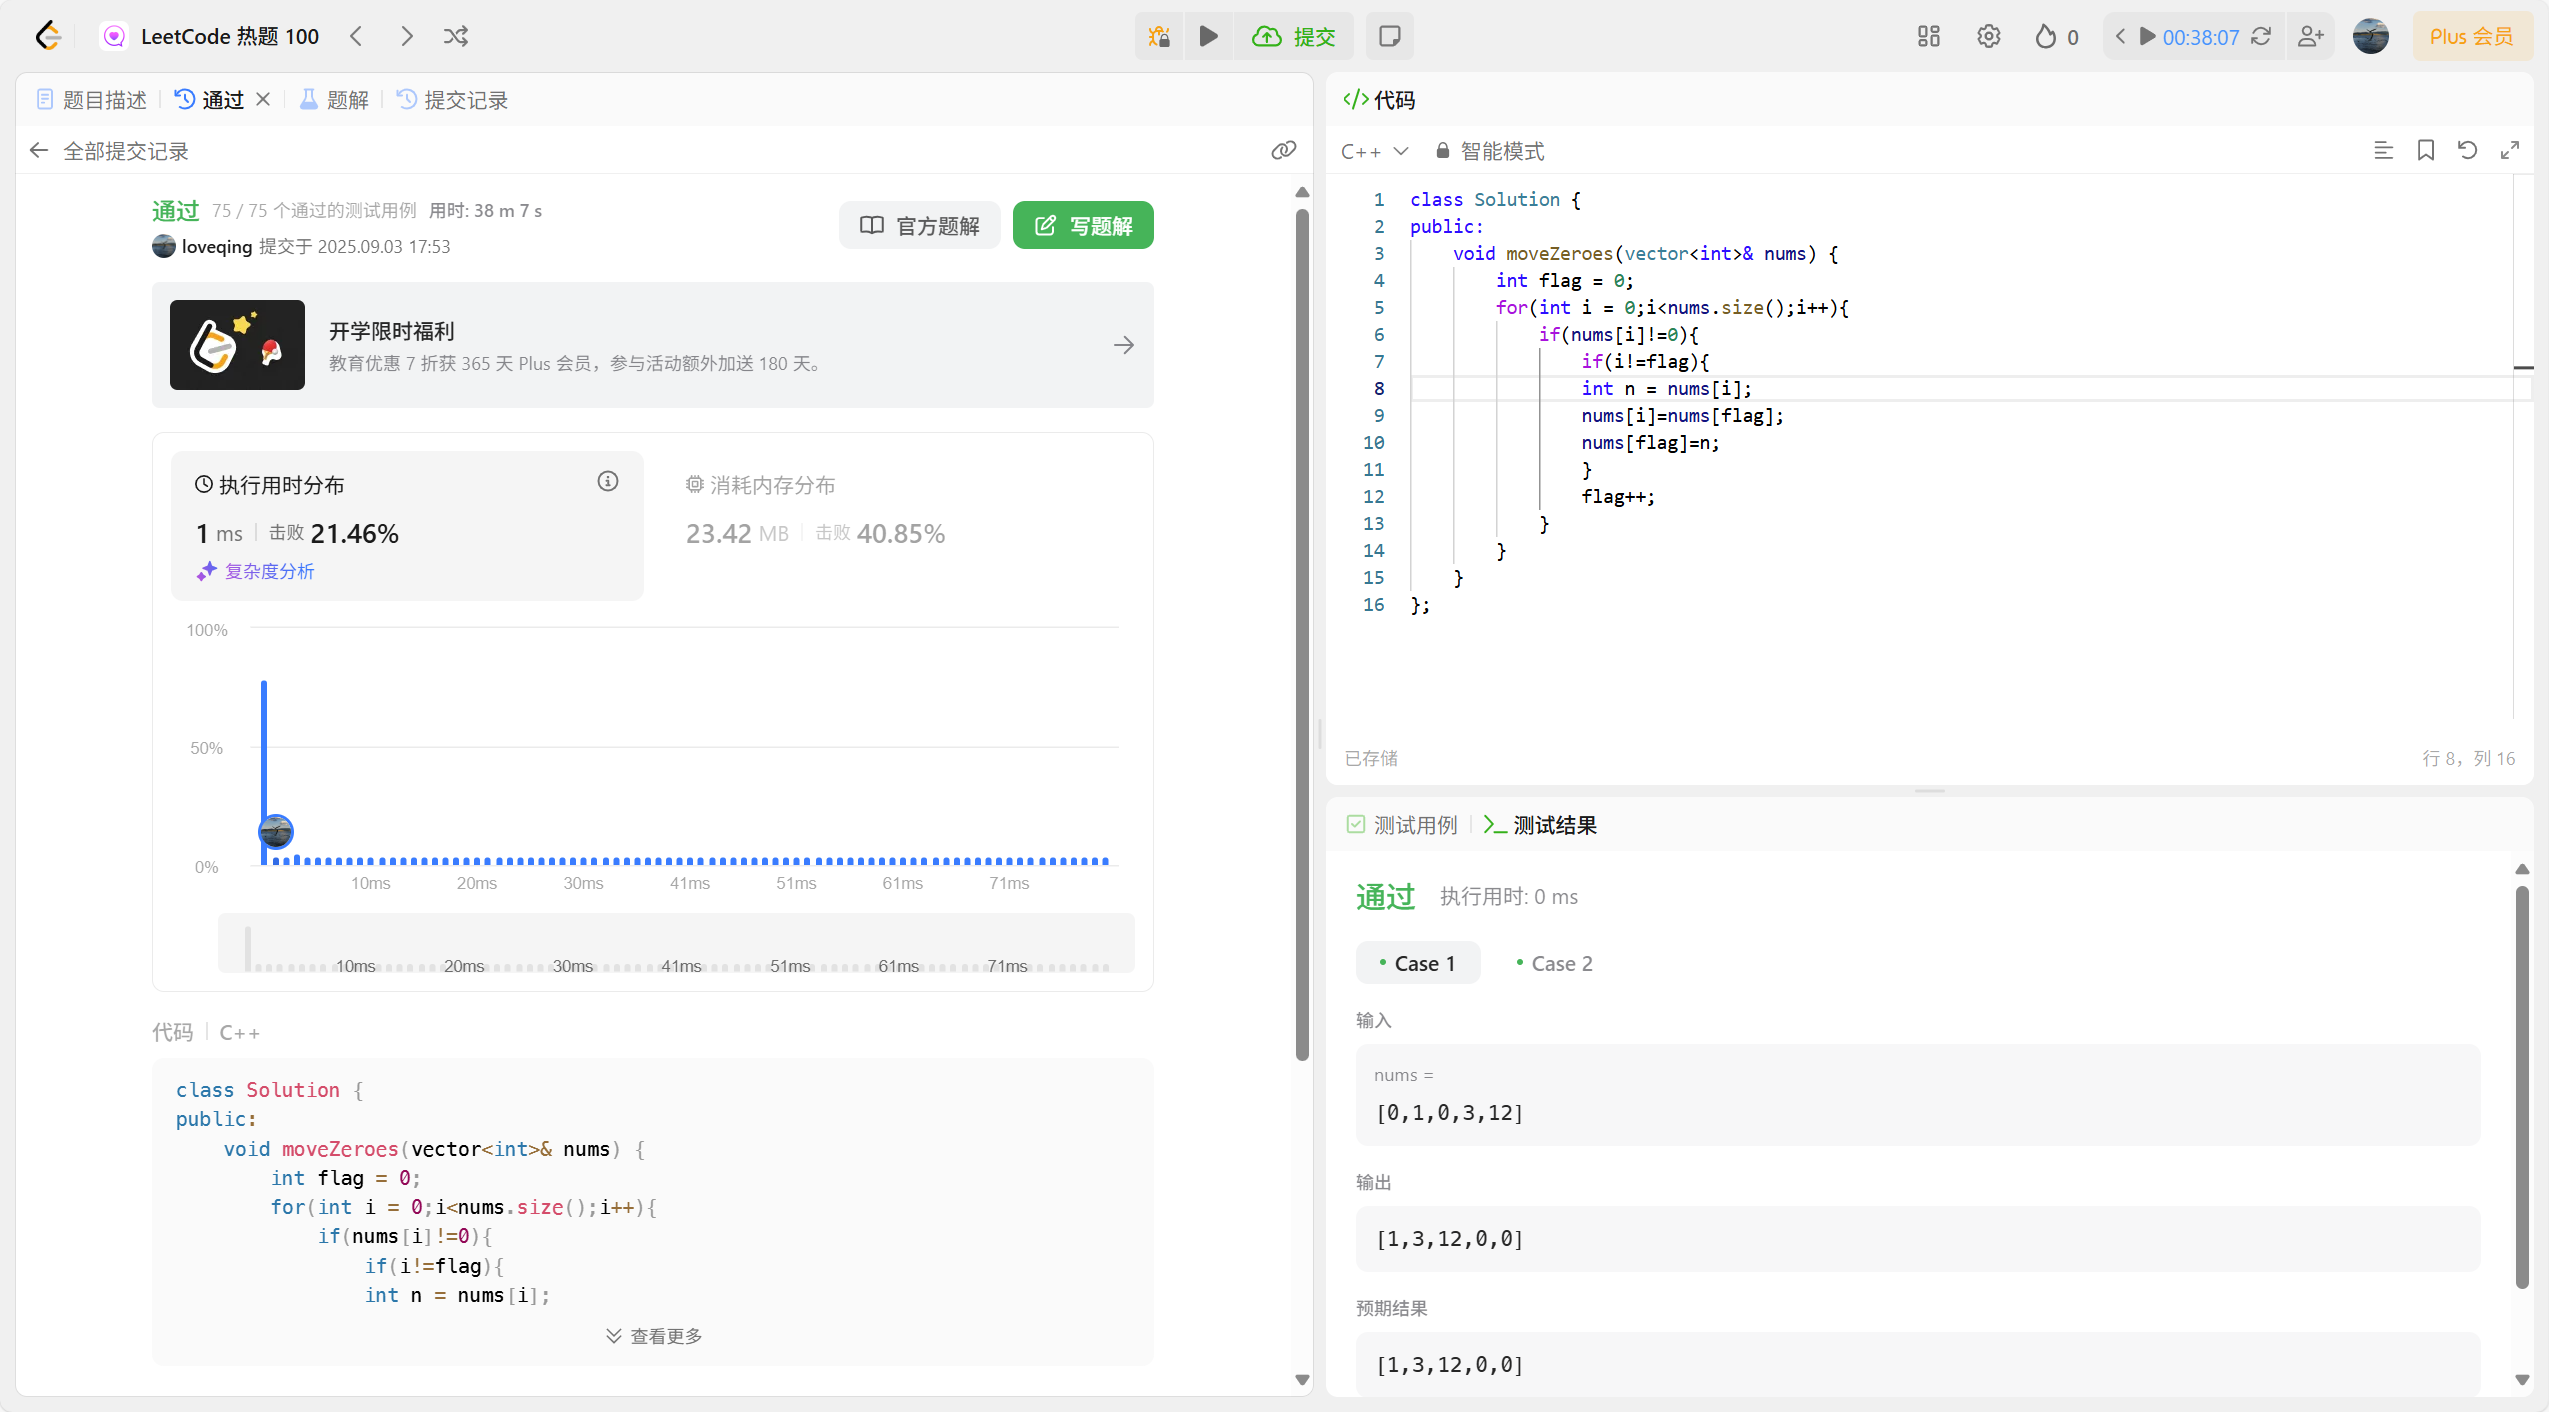 LeetCode 热题 100
提交
0
00:38:07
Plus 会员
题目描述
通过
题解
提交记录
全部提交记录
通过 75 / 75 个通过的测试用例 用时: 38 m 7 s
loveqing 提交于 2025.09.03 17:53
官方题解
写题解
开学限时福利
教育优惠 7 折获 365 天 Plus 会员，参与活动额外加送 180 天。
执行用时分布
1 ms 击败 21.46%
复杂度分析
消耗内存分布
23.42 MB 击败 40.85%
100%
50%
0%
10ms 20ms 30ms 41ms 51ms 61ms 71ms
10ms 20ms 30ms 41ms 51ms 61ms 71ms
代码 C++
class Solution {
public:
    void moveZeroes(vector<int>& nums) {
        int flag = 0;
        for(int i = 0;i<nums.size();i++){
            if(nums[i]!=0){
                if(i!=flag){
                int n = nums[i];
查看更多
</> 代码
C++ 智能模式
1 class Solution {
2 public:
3     void moveZeroes(vector<int>& nums) {
4         int flag = 0;
5         for(int i = 0;i<nums.size();i++){
6             if(nums[i]!=0){
7                 if(i!=flag){
8                 int n = nums[i];
9                 nums[i]=nums[flag];
10                 nums[flag]=n;
11                 }
12                 flag++;
13             }
14         }
15     }
16 };
已存储
行 8，列 16
测试用例
测试结果
通过 执行用时: 0 ms
Case 1
Case 2
输入
nums =
[0,1,0,3,12]
输出
[1,3,12,0,0]
预期结果
[1,3,12,0,0]